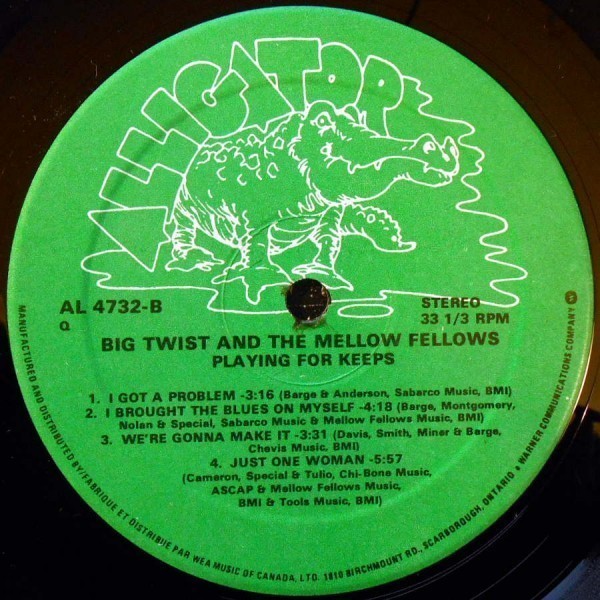 ALLIGATOR
AL 4732-B
Q
STEREO
33 1/3 RPM
BIG TWIST AND THE MELLOW FELLOWS
PLAYING FOR KEEPS
1. I GOT A PROBLEM -3:16 (Barge & Anderson, Sabarco Music, BMI)
2. I BROUGHT THE BLUES ON MYSELF -4:18 (Barge, Montgomery,
Nolan & Special, Sabarco Music & Mellow Fellows Music, BMI)
3. WE'RE GONNA MAKE IT -3:31 (Davis, Smith, Miner & Barge,
Chevis Music, BMI)
4. JUST ONE WOMAN -5:57
(Cameron, Special & Tulio, Chi-Bone Music,
ASCAP & Mellow Fellows Music,
BMI & Tools Music, BMI)
MANUFACTURED AND DISTRIBUTED BY/FABRIQUE ET DISTRIBUE PAR WEA MUSIC OF CANADA, LTD. 1810 BIRCHMOUNT RD., SCARBOROUGH, ONTARIO A WARNER COMMUNICATIONS COMPANY